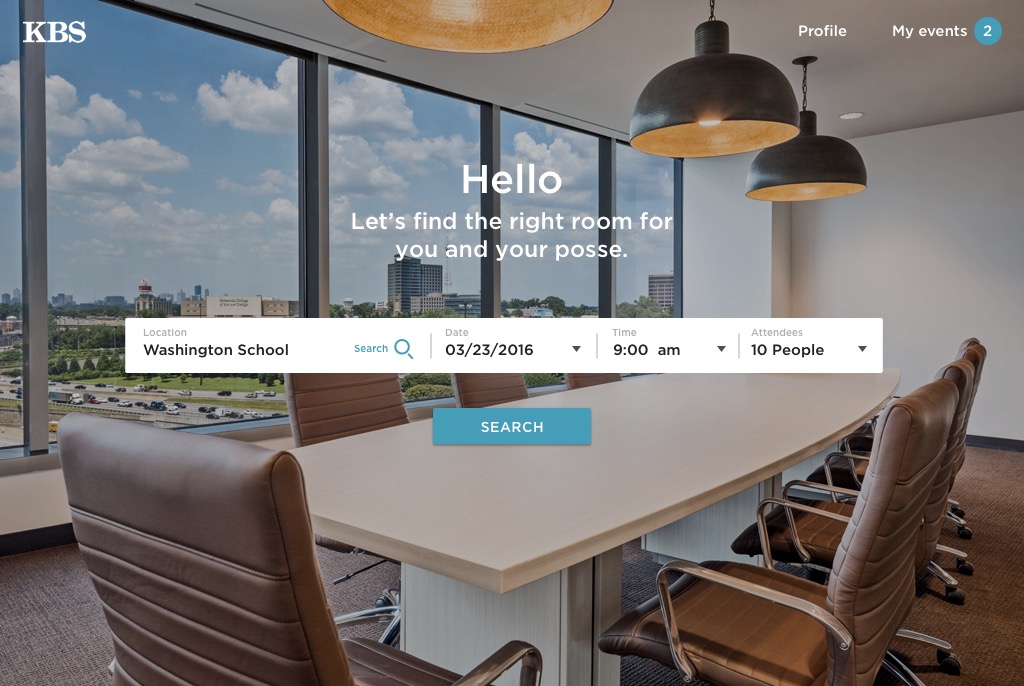 KBS
Profile
My events 2
Hello
Let's find the right room for
you and your posse.
Location
Washington School
Search
Date
03/23/2016
Time
9:00 am
Attendees
10 People
SEARCH